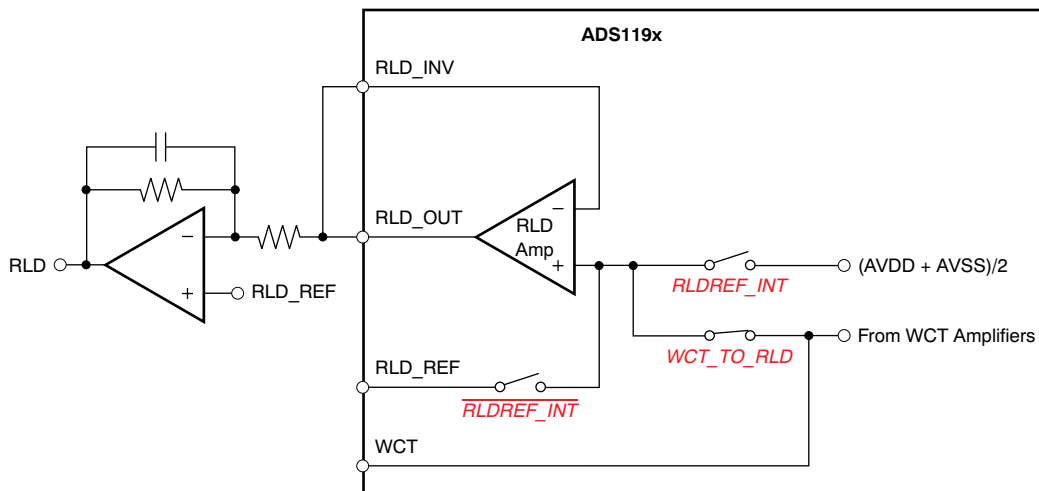 ADS119x
RLD_INV
RLD_OUT
−
RLD
Amp
+
−
+
RLD
RLD_REF
RLDREF_INT
(AVDD + AVSS)/2
WCT_TO_RLD
From WCT Amplifiers
RLD_REF
RLDREF_INT
WCT